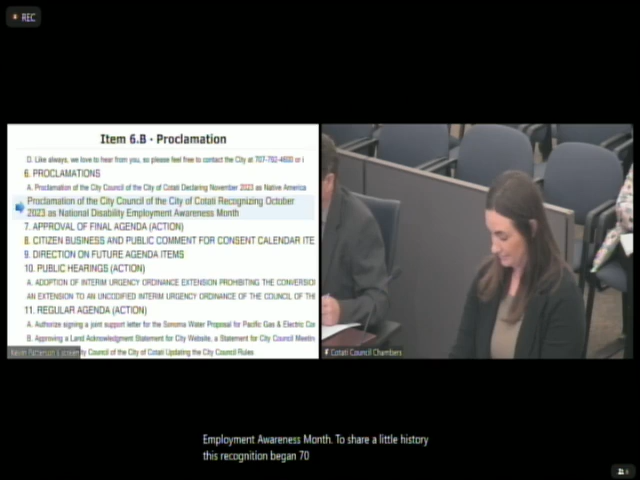 REC
Item 6.B - Proclamation
D. Like always, we love to hear from you, so please feel free to contact the City at 707-792-4600 or i
6. PROCLAMATIONS
A. Proclamation of the City Council of the City of Cotati Declaring November 2023 as Native America
Proclamation of the City Council of the City of Cotati Recognizing October
2023 as National Disability Employment Awareness Month
7. APPROVAL OF FINAL AGENDA (ACTION)
8. CITIZEN BUSINESS AND PUBLIC COMMENT FOR CONSENT CALENDAR ITE
9. DIRECTION ON FUTURE AGENDA ITEMS
10. PUBLIC HEARINGS (ACTION)
A. ADOPTION OF INTERIM URGENCY ORDINANCE EXTENSION PROHIBITING THE CONVERSIO
AN EXTENSION TO AN UNCODIFIED INTERIM URGENCY ORDINANCE OF THE COUNCIL OF TH
11. REGULAR AGENDA (ACTION)
A. Authorize signing a joint support letter for the Sonoma Water Proposal for Pacific Gas & Electric Co
B. Approving a Land Acknowledgment Statement for City Website, a Statement for City Council Meetin
by Council of the City of Cotati Updating the City Council Rules
Cotati Council Chambers
Employment Awareness Month. To share a little history
this recognition began 70